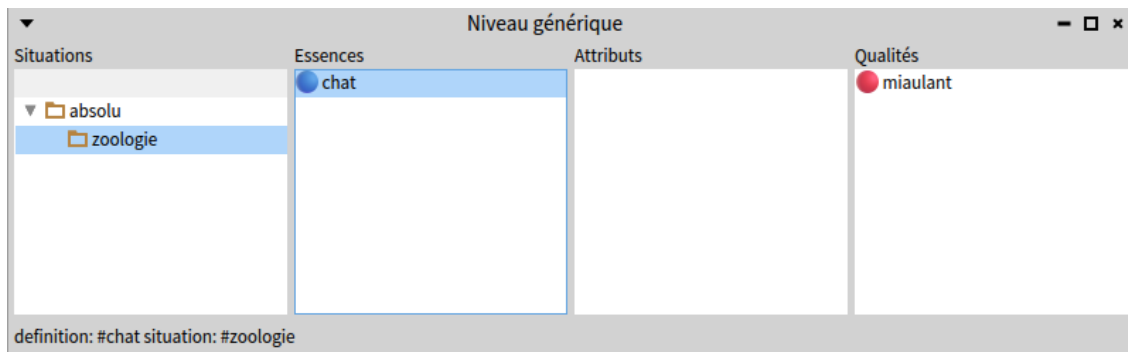 Niveau générique
Situations
Essences
Attributs
Qualités
chat
miaulant
absolu
zoologie
definition: #chat situation: #zoologie